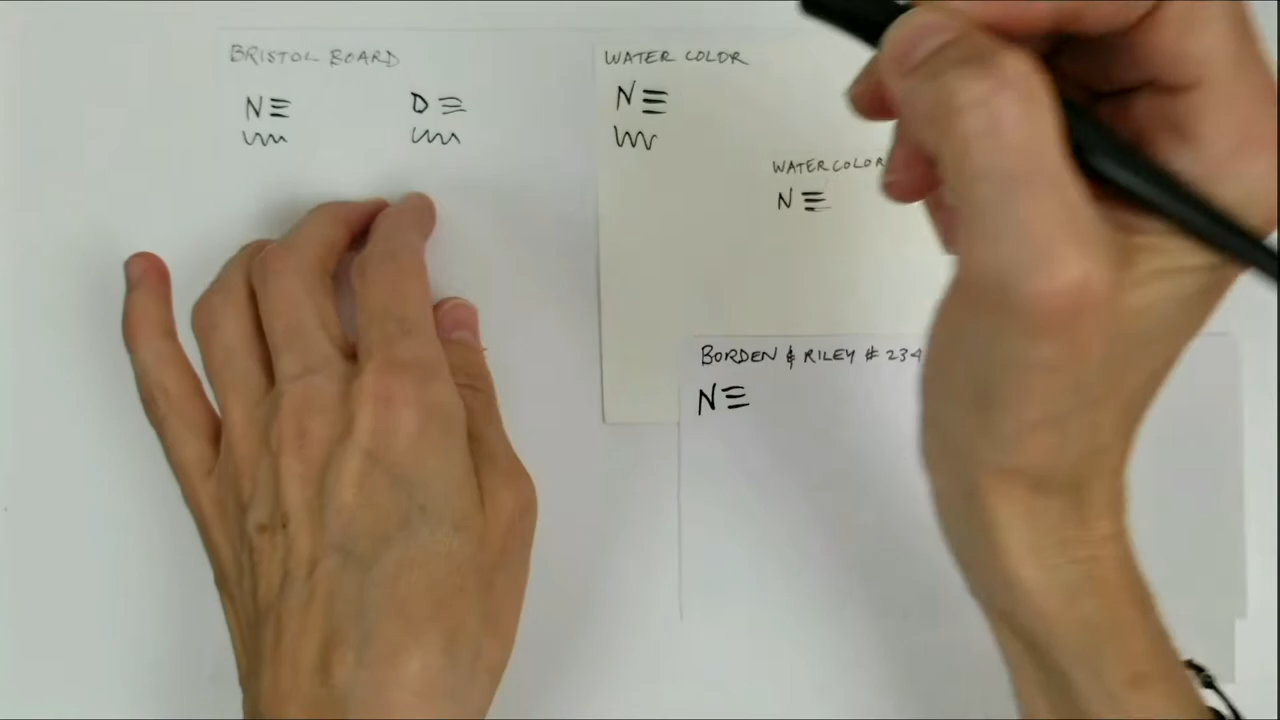 BRISTOL BOARD
N
D
WATER COLOR
N
WATERCOLOR
N
BORDEN & RILEY # 234
N